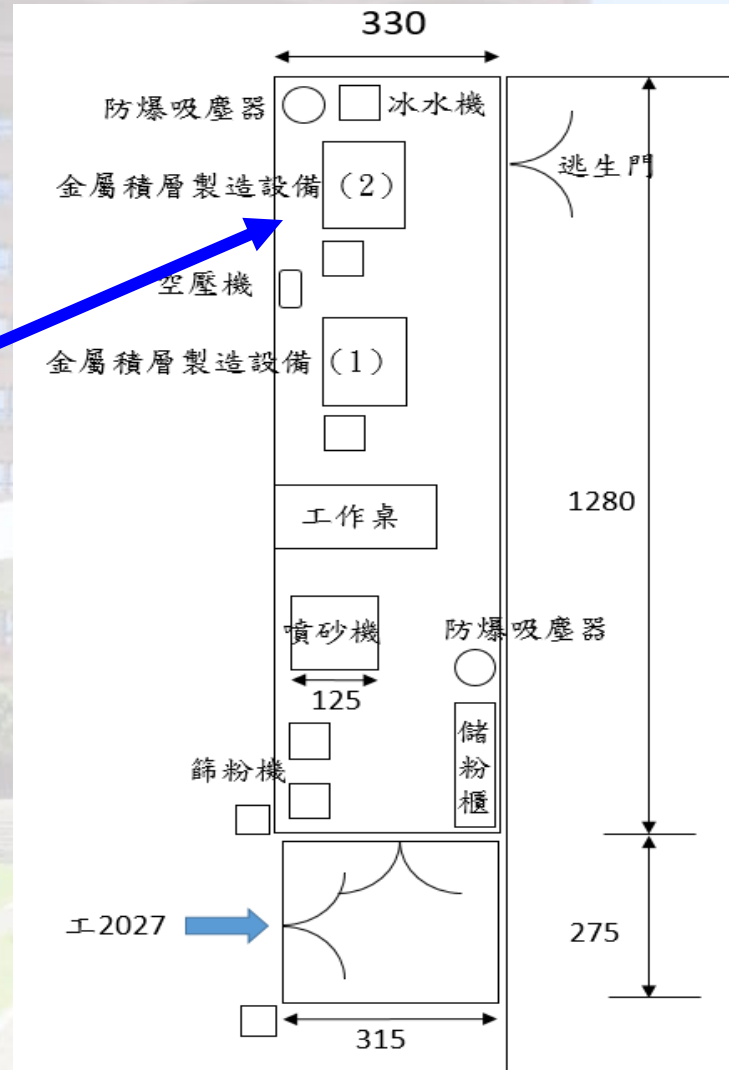 330
防爆吸塵器
冰水機
金屬積層製造設備（2）
逃生門
空壓機
金屬積層製造設備（1）
工作桌
1280
噴砂機
防爆吸塵器
125
儲粉櫃
篩粉機
工2027
275
315